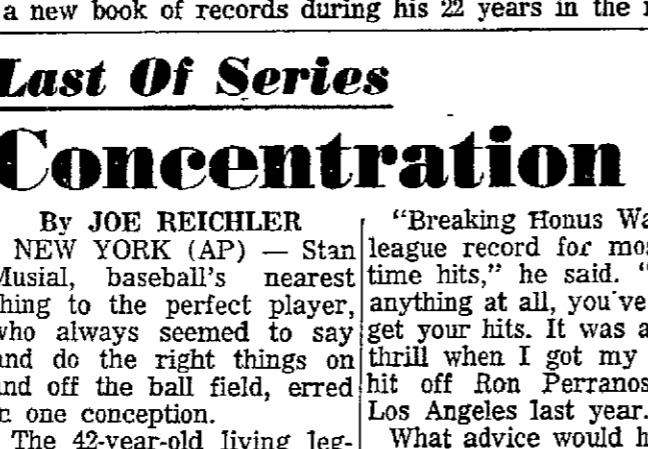 a new book of records during his 22 years in the
Last Of Series
Concentration
By JOE REICHLER
NEW YORK (AP) — Stan
Musial, baseball's nearest
hing to the perfect player,
who always seemed to say
and do the right things on
and off the ball field, erred
one conception.
The 42-year-old living leg-
"Breaking Honus Wa
league record for mos
time hits," he said. "
anything at all, you've
get your hits. It was a
thrill when I got my
hit off Ron Perranos
Los Angeles last year.
What advice would h